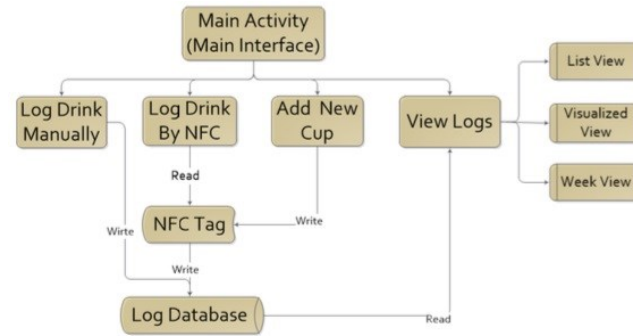 Main Activity
(Main Interface)
Log Drink
Manually
Log Drink
By NFC
Add New
Cup
View Logs
List View
Visualized
View
Week View
Read
NFC Tag
Write
Wirte
Write
Log Database
Read